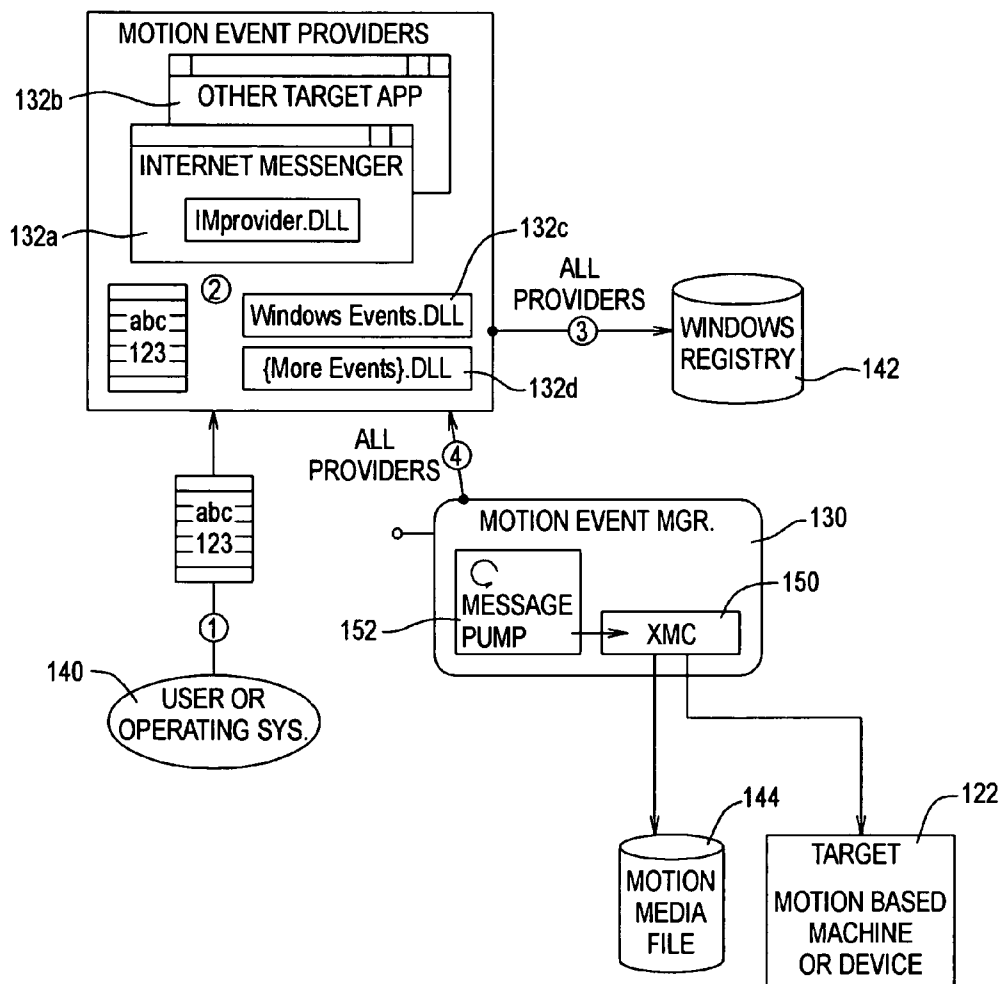 MOTION EVENT PROVIDERS
132b
OTHER TARGET APP
INTERNET MESSENGER
IMprovider.DLL
132a
132c
2
abc
123
Windows Events.DLL
{More Events}.DLL
132d
ALL
PROVIDERS
3
WINDOWS
REGISTRY
142
ALL
PROVIDERS
4
abc
123
1
140
USER OR
OPERATING SYS.
MOTION EVENT MGR.
130
150
152
MESSAGE
PUMP
XMC
144
MOTION
MEDIA
FILE
122
TARGET
MOTION BASED
MACHINE
OR DEVICE